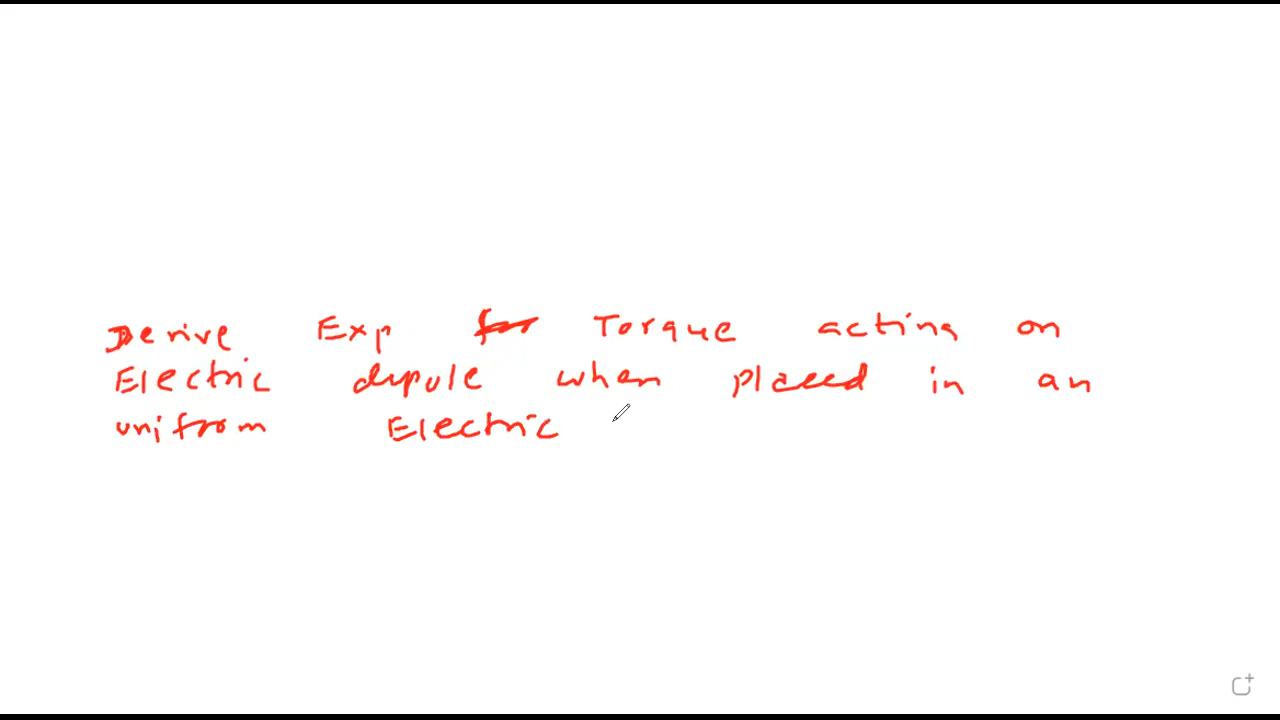 Derive Exp for Torque acting on
Electric dipole when placed in an
unifrom Electric